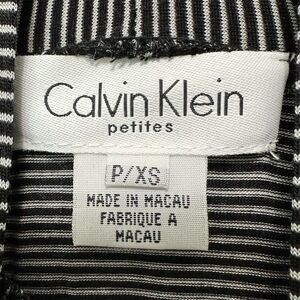 Calvin Klein
petites
P/XS
MADE IN MACAU
FABRIQUE A
MACAU